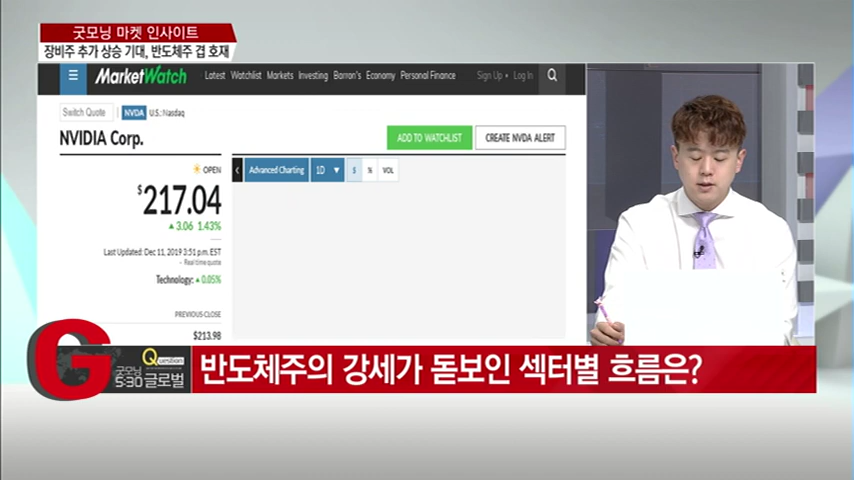 굿모닝 마켓 인사이트
장비주 추가 상승 기대, 반도체주 겹 호재
MarketWatch Latest Watchlist Markets Investing Barron's Economy Personal Finance Sign Up • Log In
Switch Quote NVDA U.S.: Nasdaq
NVIDIA Corp.
ADD TO WATCHLIST CREATE NVDA ALERT
OPEN
Advanced Charting 1D $ % VOL
$217.04
3.06 1.43%
Last Updated: Dec 11, 2019 3:51 p.m. EST
Real time quote
Technology: 0.05%
PREVIOUS CLOSE
$213.98
G 굿모닝 5:30 글로벌 Question
반도체주의 강세가 돋보인 섹터별 흐름은?